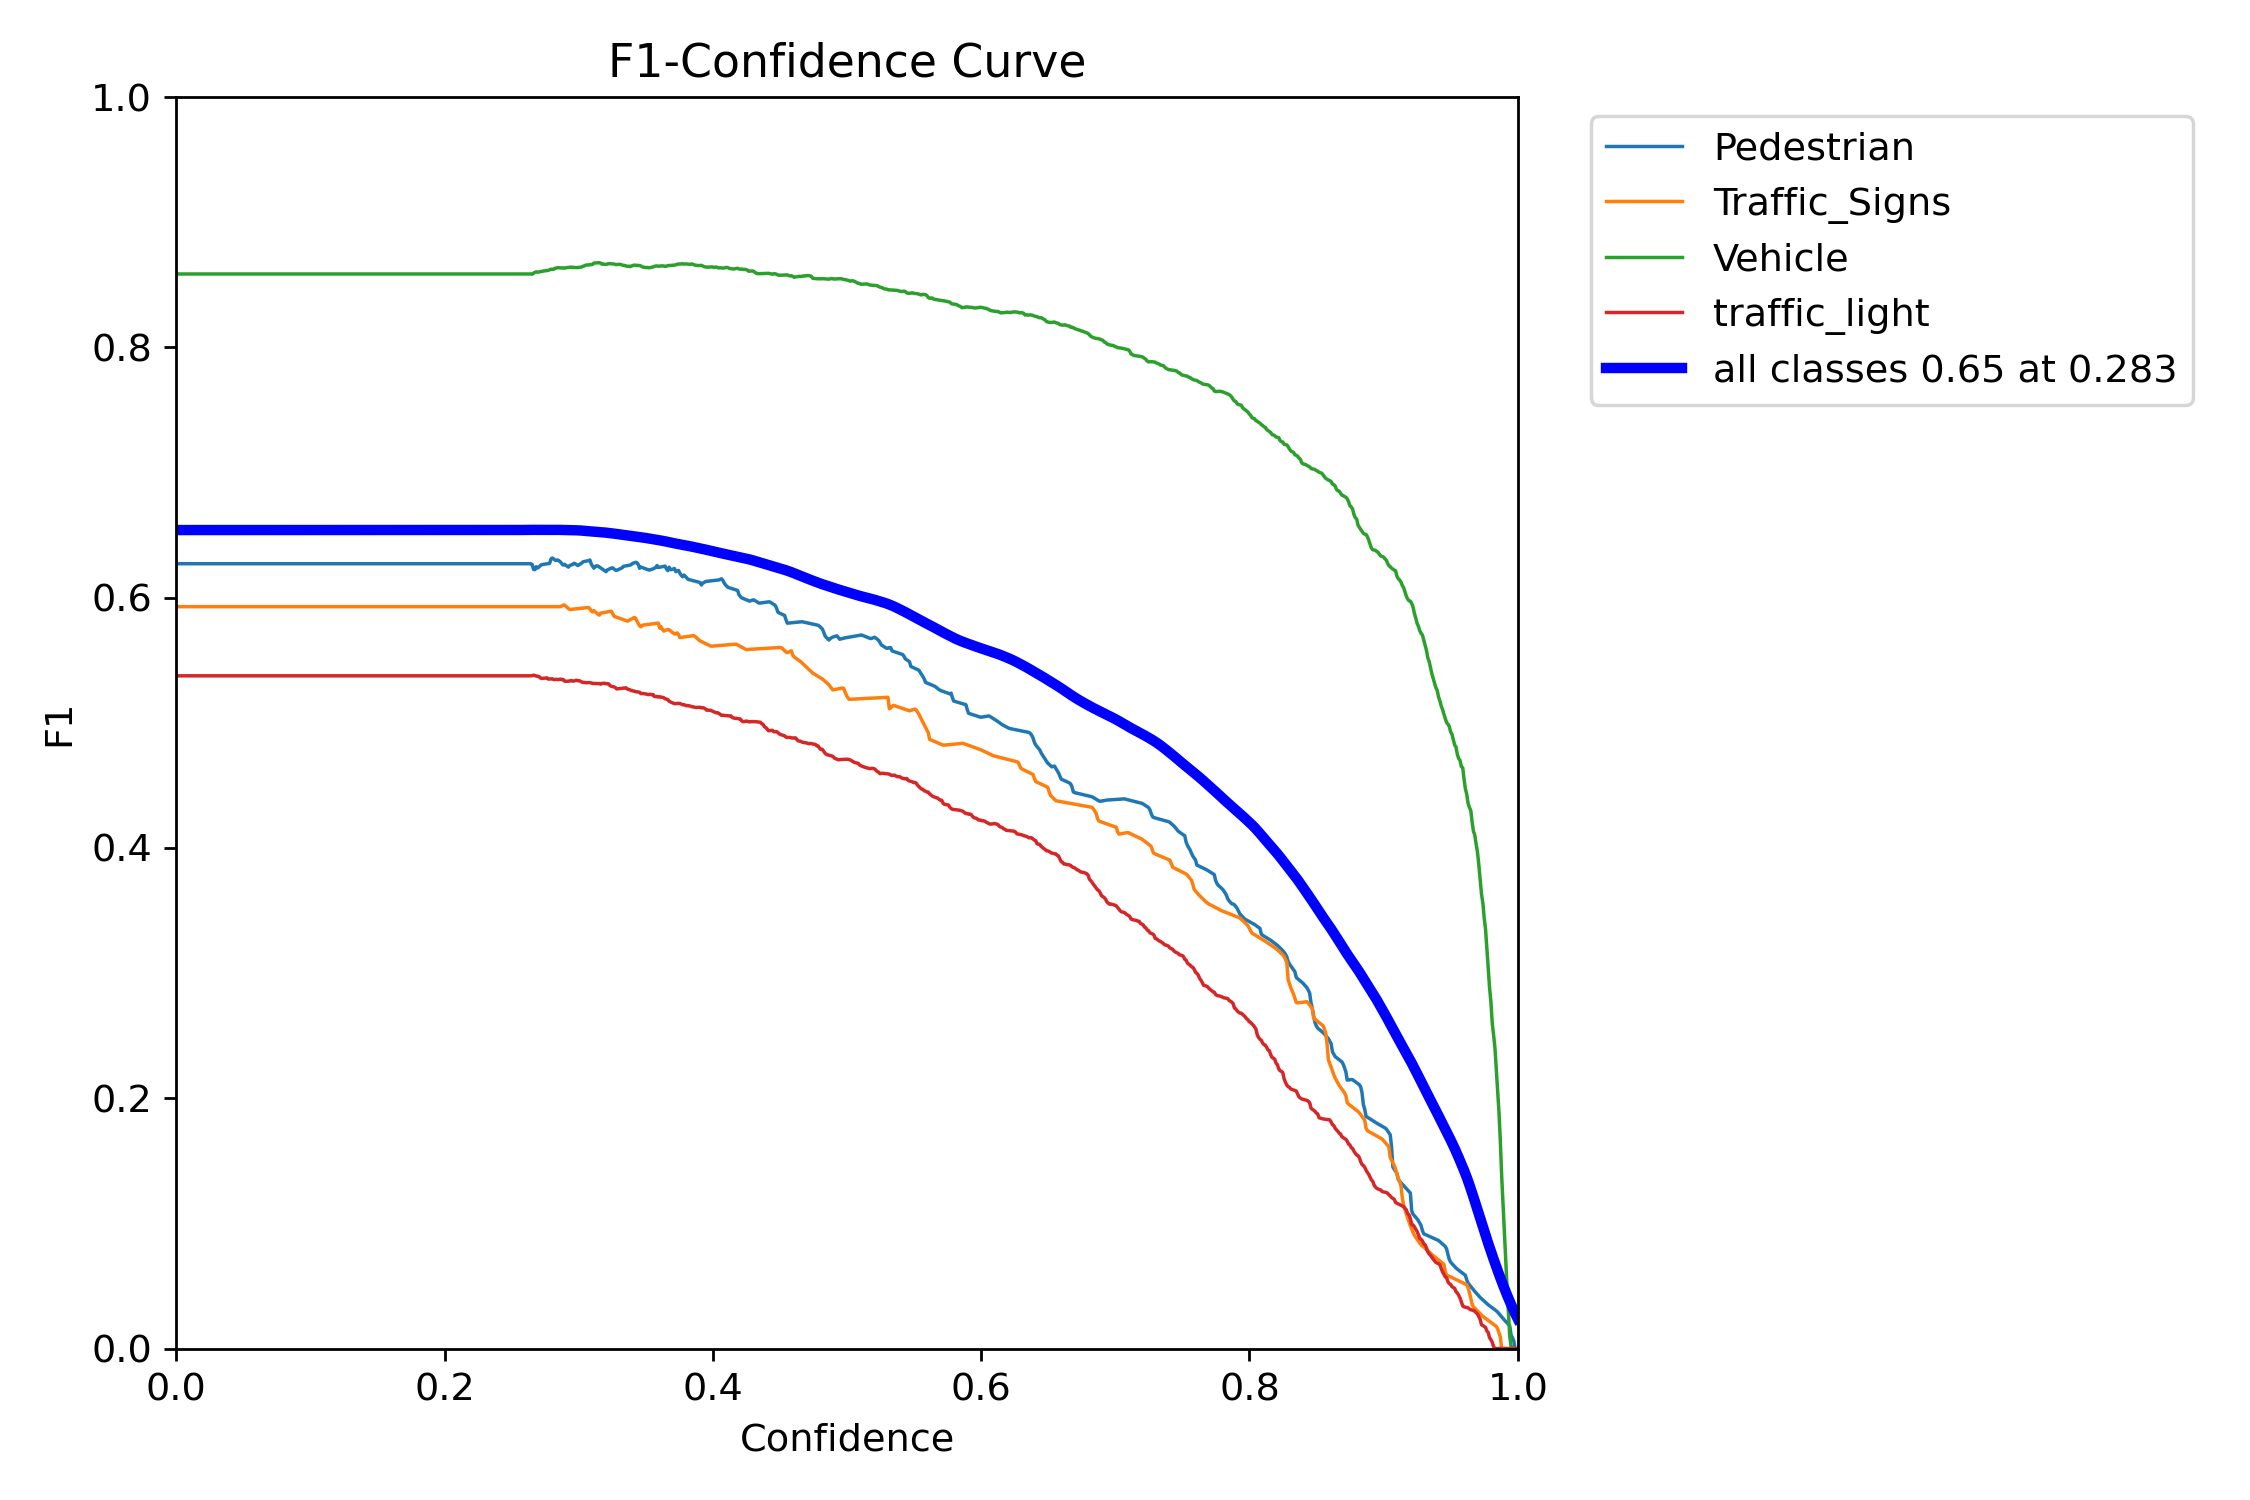 F1-Confidence Curve
1.0
0.8
0.6
0.4
0.2
0.0
F1
0.0 0.2 0.4 0.6 0.8 1.0
Confidence
Pedestrian
Traffic_Signs
Vehicle
traffic_light
all classes 0.65 at 0.283